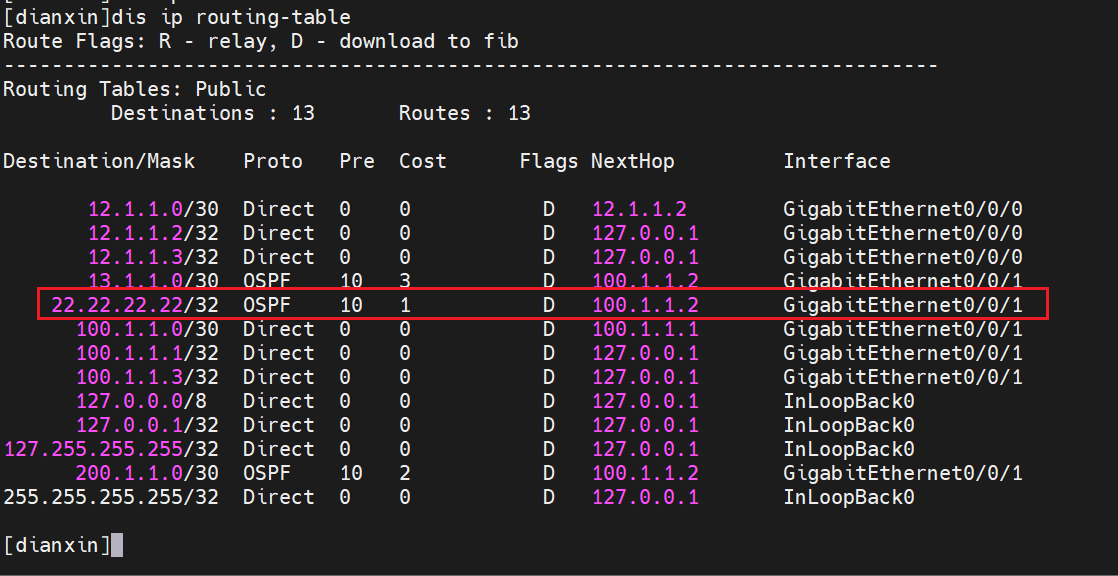 [dianxin]dis ip routing-table
Route Flags: R - relay, D - download to fib
------------------------------------------------------------------------------
Routing Tables: Public
         Destinations : 13       Routes : 13

Destination/Mask    Proto   Pre  Cost      Flags NextHop         Interface

       12.1.1.0/30  Direct  0    0           D   12.1.1.2        GigabitEthernet0/0/0
       12.1.1.2/32  Direct  0    0           D   127.0.0.1       GigabitEthernet0/0/0
       12.1.1.3/32  Direct  0    0           D   127.0.0.1       GigabitEthernet0/0/0
       13.1.1.0/30  OSPF    10   3           D   100.1.1.2       GigabitEthernet0/0/1
    22.22.22.22/32  OSPF    10   1           D   100.1.1.2       GigabitEthernet0/0/1
      100.1.1.0/30  Direct  0    0           D   100.1.1.1       GigabitEthernet0/0/1
      100.1.1.1/32  Direct  0    0           D   127.0.0.1       GigabitEthernet0/0/1
      100.1.1.3/32  Direct  0    0           D   127.0.0.1       GigabitEthernet0/0/1
      127.0.0.0/8   Direct  0    0           D   127.0.0.1       InLoopBack0
      127.0.0.1/32  Direct  0    0           D   127.0.0.1       InLoopBack0
127.255.255.255/32  Direct  0    0           D   127.0.0.1       InLoopBack0
      200.1.1.0/30  OSPF    10   2           D   100.1.1.2       GigabitEthernet0/0/1
255.255.255.255/32  Direct  0    0           D   127.0.0.1       InLoopBack0

[dianxin]